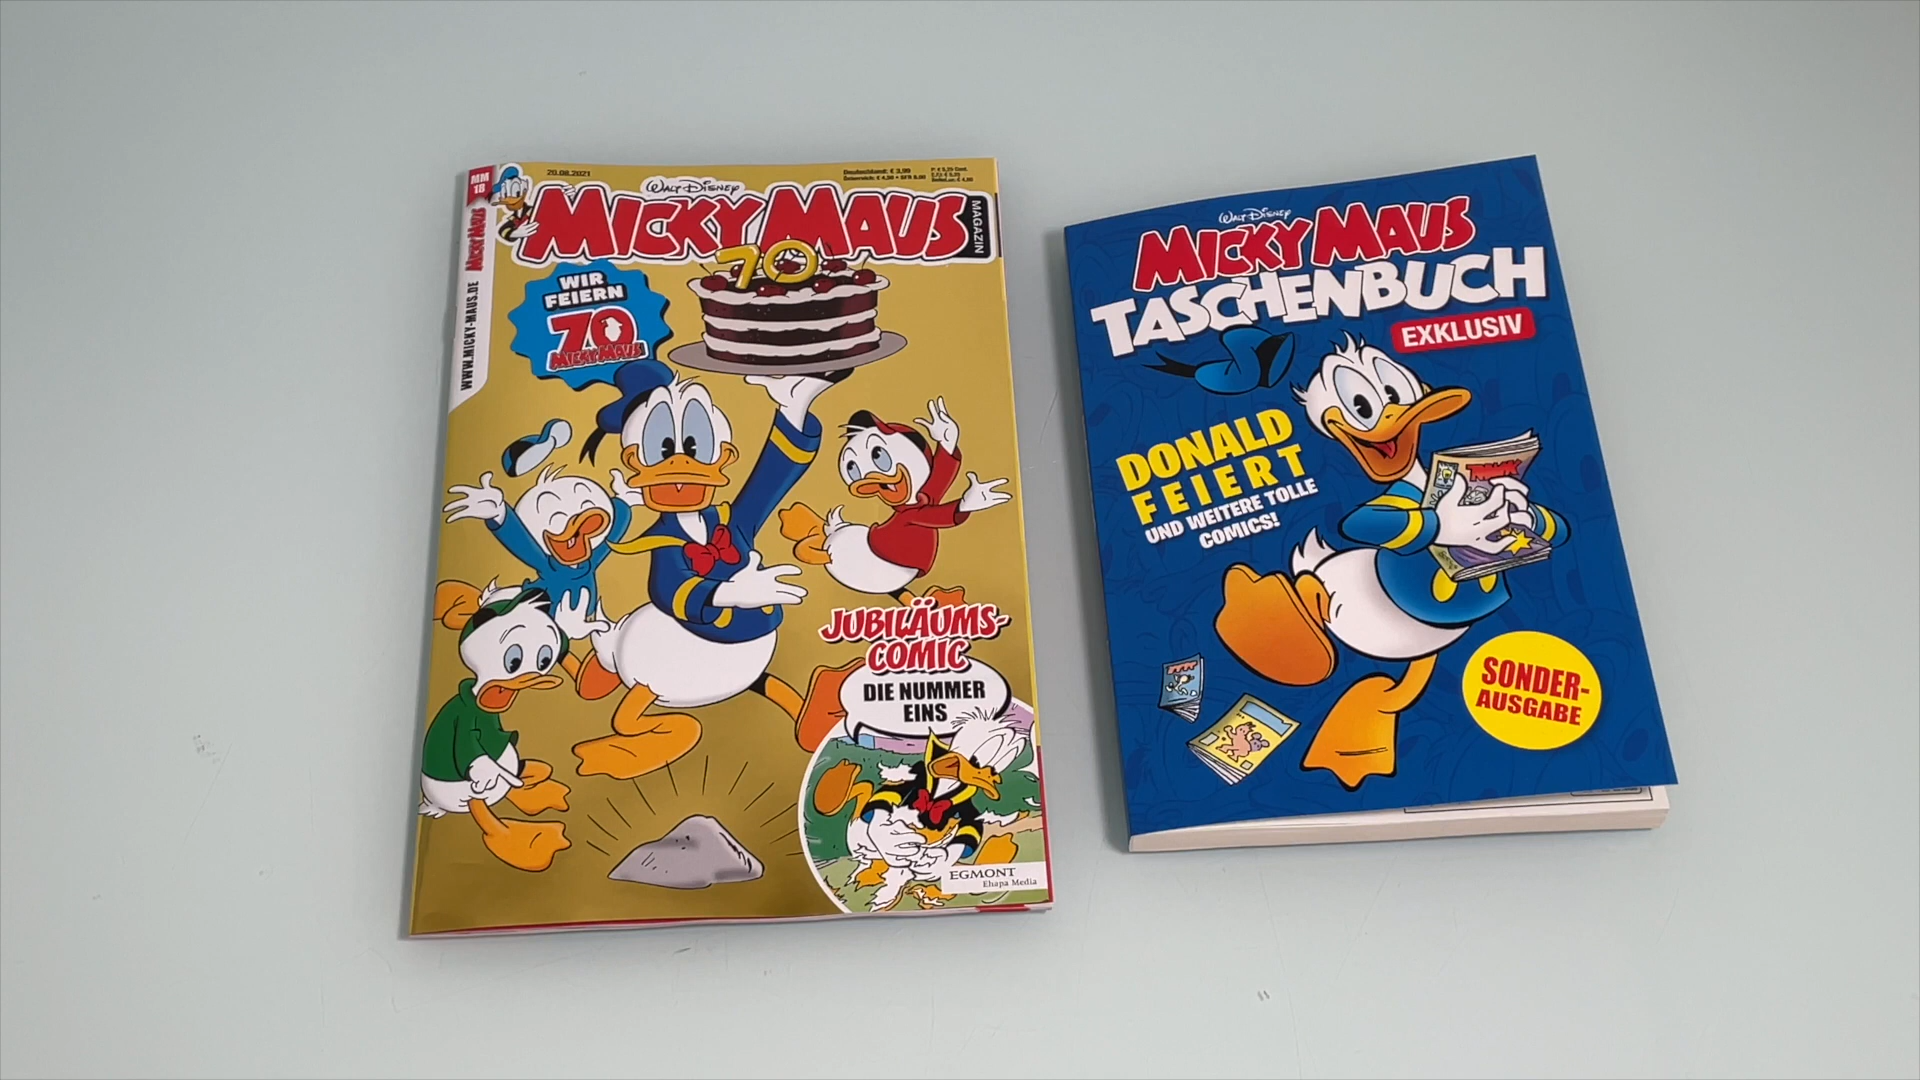 MM
18
MICKY MAUS
WWW.MICKY-MAUS.DE
20.08.2021
Deutschland: € 3,99
WALT DISNEY
MICKY MAUS
MAGAZIN
70
WIR
FEIERN
70
MICKY MAUS
JUBILÄUMS-
COMIC
DIE NUMMER
EINS
EGMONT
Ehapa Media
WALT DISNEY
MICKY MAUS
TASCHENBUCH
EXKLUSIV
DONALD
FEIERT
UND WEITERE TOLLE
COMICS!
SONDER-
AUSGABE